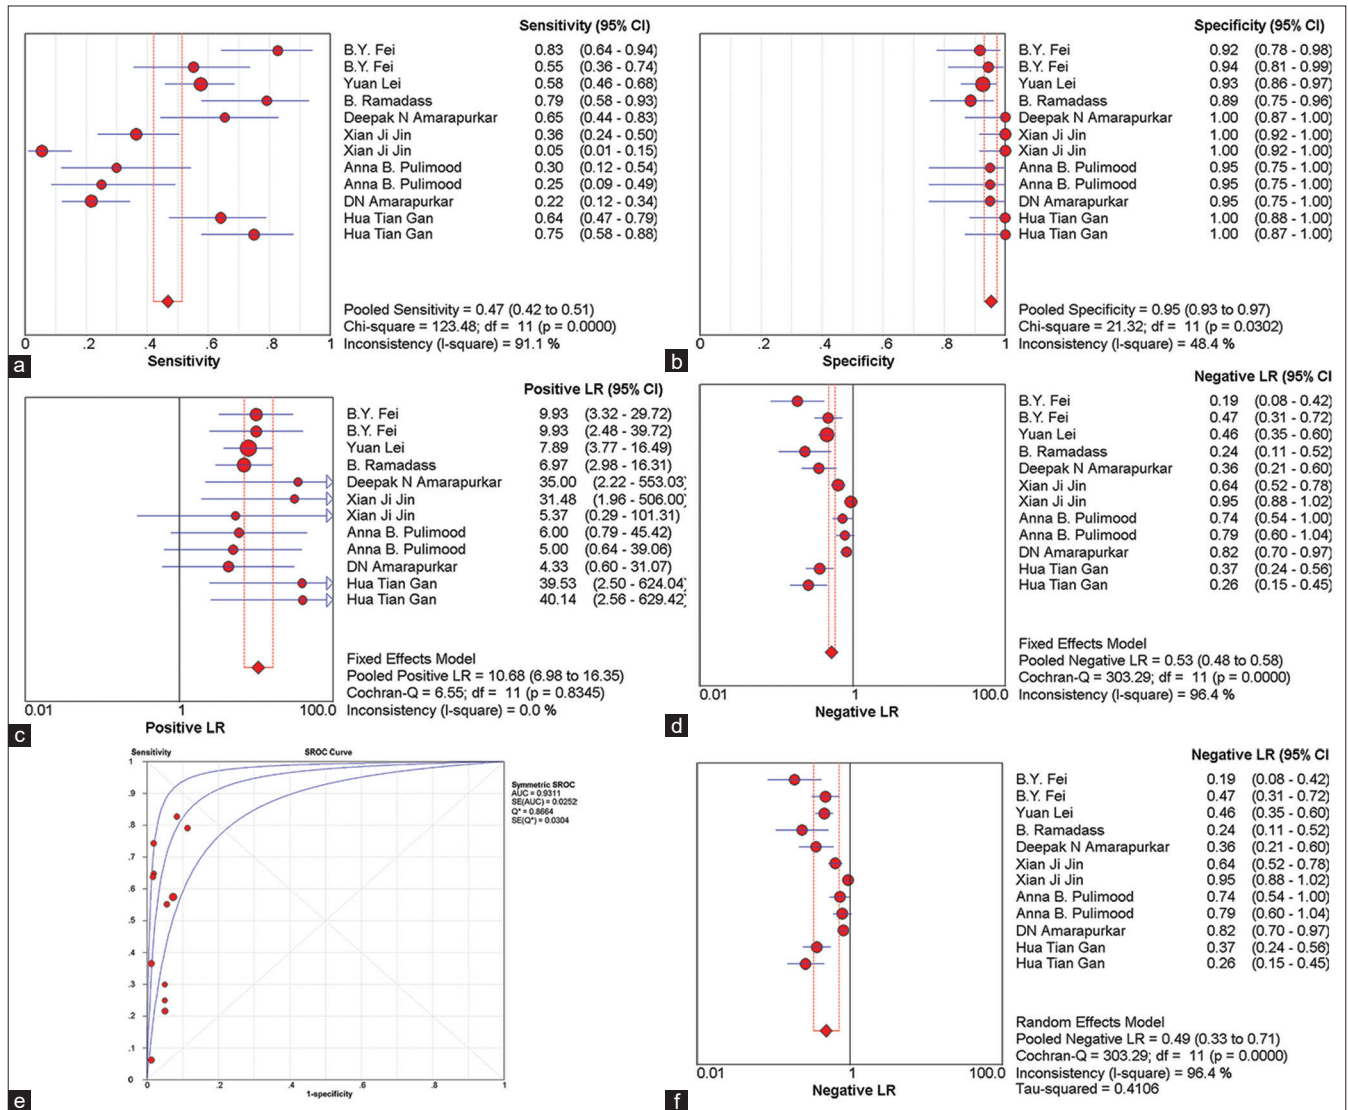 Sensitivity (95% CI)
B.Y. Fei 0.83 (0.64 - 0.94)
B.Y. Fei 0.55 (0.36 - 0.74)
Yuan Lei 0.58 (0.46 - 0.68)
B. Ramadass 0.79 (0.58 - 0.93)
Deepak N Amarapurkar 0.65 (0.44 - 0.83)
Xian Ji Jin 0.36 (0.24 - 0.50)
Xian Ji Jin 0.05 (0.01 - 0.15)
Anna B. Pulimood 0.30 (0.12 - 0.54)
Anna B. Pulimood 0.25 (0.09 - 0.49)
DN Amarapurkar 0.22 (0.12 - 0.34)
Hua Tian Gan 0.64 (0.47 - 0.79)
Hua Tian Gan 0.75 (0.58 - 0.88)
Pooled Sensitivity = 0.47 (0.42 to 0.51)
Chi-square = 123.48; df = 11 (p = 0.0000)
Inconsistency (I-square) = 91.1 %
0 .2 .4 .6 .8 1
Sensitivity
a
Specificity (95% CI)
B.Y. Fei 0.92 (0.78 - 0.98)
B.Y. Fei 0.94 (0.81 - 0.99)
Yuan Lei 0.93 (0.86 - 0.97)
B. Ramadass 0.89 (0.75 - 0.96)
Deepak N Amarapurkar 1.00 (0.87 - 1.00)
Xian Ji Jin 1.00 (0.92 - 1.00)
Xian Ji Jin 1.00 (0.92 - 1.00)
Anna B. Pulimood 0.95 (0.75 - 1.00)
Anna B. Pulimood 0.95 (0.75 - 1.00)
DN Amarapurkar 0.95 (0.75 - 1.00)
Hua Tian Gan 1.00 (0.88 - 1.00)
Hua Tian Gan 1.00 (0.87 - 1.00)
Pooled Specificity = 0.95 (0.93 to 0.97)
Chi-square = 21.32; df = 11 (p = 0.0302)
Inconsistency (I-square) = 48.4 %
0 .2 .4 .6 .8 1
Specificity
b
Positive LR (95% CI)
B.Y. Fei 9.93 (3.32 - 29.72)
B.Y. Fei 9.93 (2.48 - 39.72)
Yuan Lei 7.89 (3.77 - 16.49)
B. Ramadass 6.97 (2.98 - 16.31)
Deepak N Amarapurkar 35.00 (2.22 - 553.03)
Xian Ji Jin 31.48 (1.96 - 506.00)
Xian Ji Jin 5.37 (0.29 - 101.31)
Anna B. Pulimood 6.00 (0.79 - 45.42)
Anna B. Pulimood 5.00 (0.64 - 39.06)
DN Amarapurkar 4.33 (0.60 - 31.07)
Hua Tian Gan 39.53 (2.50 - 624.04)
Hua Tian Gan 40.14 (2.56 - 629.42)
Fixed Effects Model
Pooled Positive LR = 10.68 (6.98 to 16.35)
Cochran-Q = 6.55; df = 11 (p = 0.8345)
Inconsistency (I-square) = 0.0 %
0.01 1 100.0
Positive LR
c
Negative LR (95% CI
B.Y. Fei 0.19 (0.08 - 0.42)
B.Y. Fei 0.47 (0.31 - 0.72)
Yuan Lei 0.46 (0.35 - 0.60)
B. Ramadass 0.24 (0.11 - 0.52)
Deepak N Amarapurkar 0.36 (0.21 - 0.60)
Xian Ji Jin 0.64 (0.52 - 0.78)
Xian Ji Jin 0.95 (0.88 - 1.02)
Anna B. Pulimood 0.74 (0.54 - 1.00)
Anna B. Pulimood 0.79 (0.60 - 1.04)
DN Amarapurkar 0.82 (0.70 - 0.97)
Hua Tian Gan 0.37 (0.24 - 0.56)
Hua Tian Gan 0.26 (0.15 - 0.45)
Fixed Effects Model
Pooled Negative LR = 0.53 (0.48 to 0.58)
Cochran-Q = 303.29; df = 11 (p = 0.0000)
Inconsistency (I-square) = 96.4 %
0.01 1 100.0
Negative LR
d
Sensitivity SROC Curve
1
.9
.8
.7
.6
.5
.4
.3
.2
.1
0
0 .2 .4 .6 .8 1
1-specificity
Symmetric SROC
AUC = 0.9311
SE(AUC) = 0.0252
Q* = 0.8664
SE(Q*) = 0.0304
e
Negative LR (95% CI
B.Y. Fei 0.19 (0.08 - 0.42)
B.Y. Fei 0.47 (0.31 - 0.72)
Yuan Lei 0.46 (0.35 - 0.60)
B. Ramadass 0.24 (0.11 - 0.52)
Deepak N Amarapurkar 0.36 (0.21 - 0.60)
Xian Ji Jin 0.64 (0.52 - 0.78)
Xian Ji Jin 0.95 (0.88 - 1.02)
Anna B. Pulimood 0.74 (0.54 - 1.00)
Anna B. Pulimood 0.79 (0.60 - 1.04)
DN Amarapurkar 0.82 (0.70 - 0.97)
Hua Tian Gan 0.37 (0.24 - 0.56)
Hua Tian Gan 0.26 (0.15 - 0.45)
Random Effects Model
Pooled Negative LR = 0.49 (0.33 to 0.71)
Cochran-Q = 303.29; df = 11 (p = 0.0000)
Inconsistency (I-square) = 96.4 %
Tau-squared = 0.4106
0.01 1 100.0
Negative LR
f